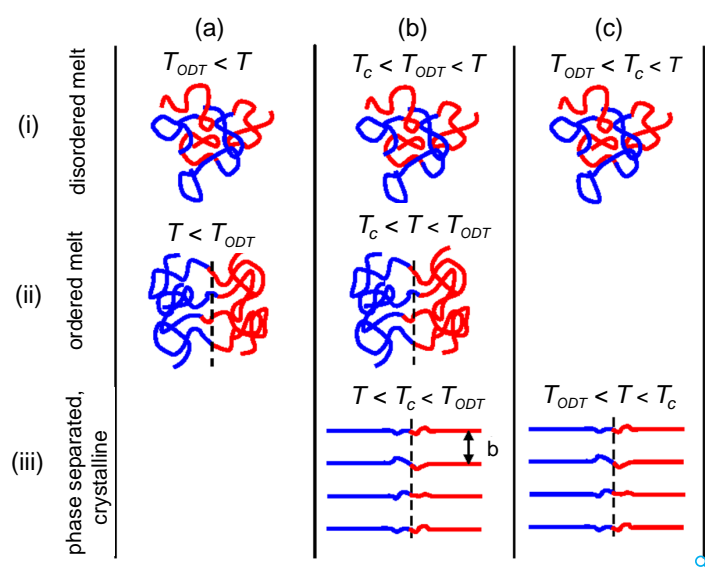 (a) (b) (c)
T_ODT < T T_c < T_ODT < T T_ODT < T_c < T
(i) disordered melt
T < T_ODT T_c < T < T_ODT
(ii) ordered melt
T < T_c < T_ODT T_ODT < T < T_c
b
(iii) phase separated,
crystalline